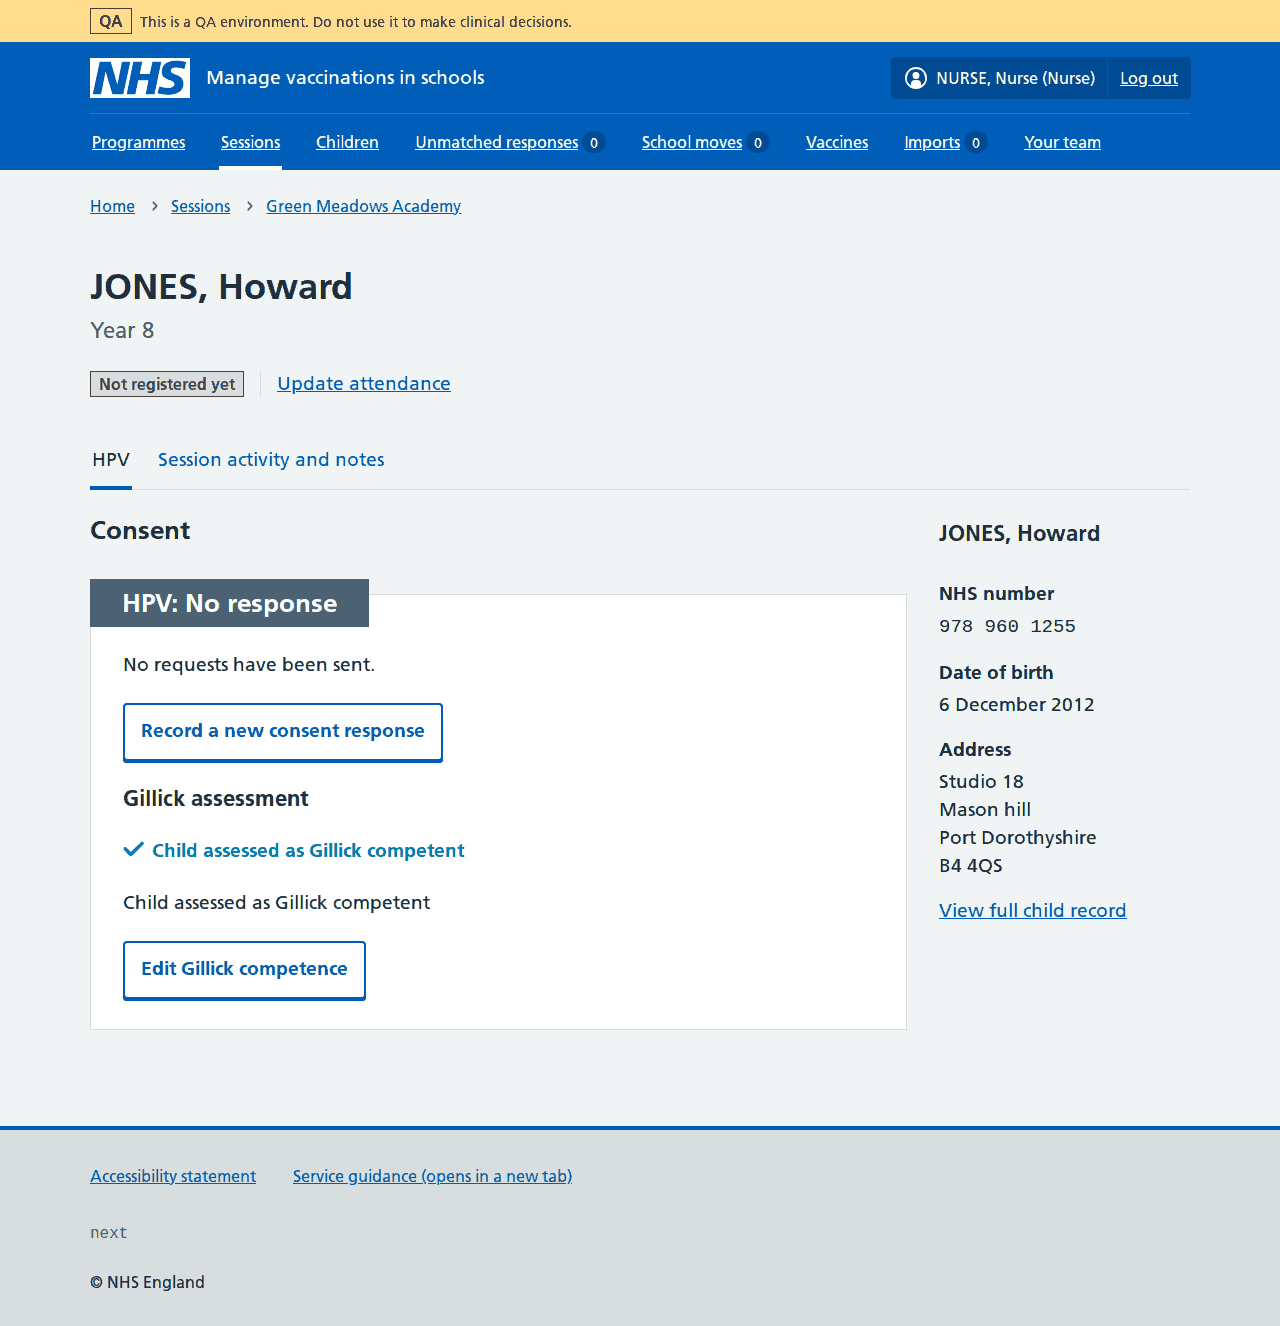 QA This is a QA environment. Do not use it to make clinical decisions.
NHS Manage vaccinations in schools NURSE, Nurse (Nurse) Log out
Programmes Sessions Children Unmatched responses 0 School moves 0 Vaccines Imports 0 Your team
Home Sessions Green Meadows Academy
JONES, Howard
Year 8
Not registered yet Update attendance
HPV Session activity and notes
Consent
HPV: No response
No requests have been sent.
Record a new consent response
Gillick assessment
Child assessed as Gillick competent
Child assessed as Gillick competent
Edit Gillick competence
JONES, Howard
NHS number
978 960 1255
Date of birth
6 December 2012
Address
Studio 18
Mason hill
Port Dorothyshire
B4 4QS
View full child record
Accessibility statement Service guidance (opens in a new tab)
next
© NHS England